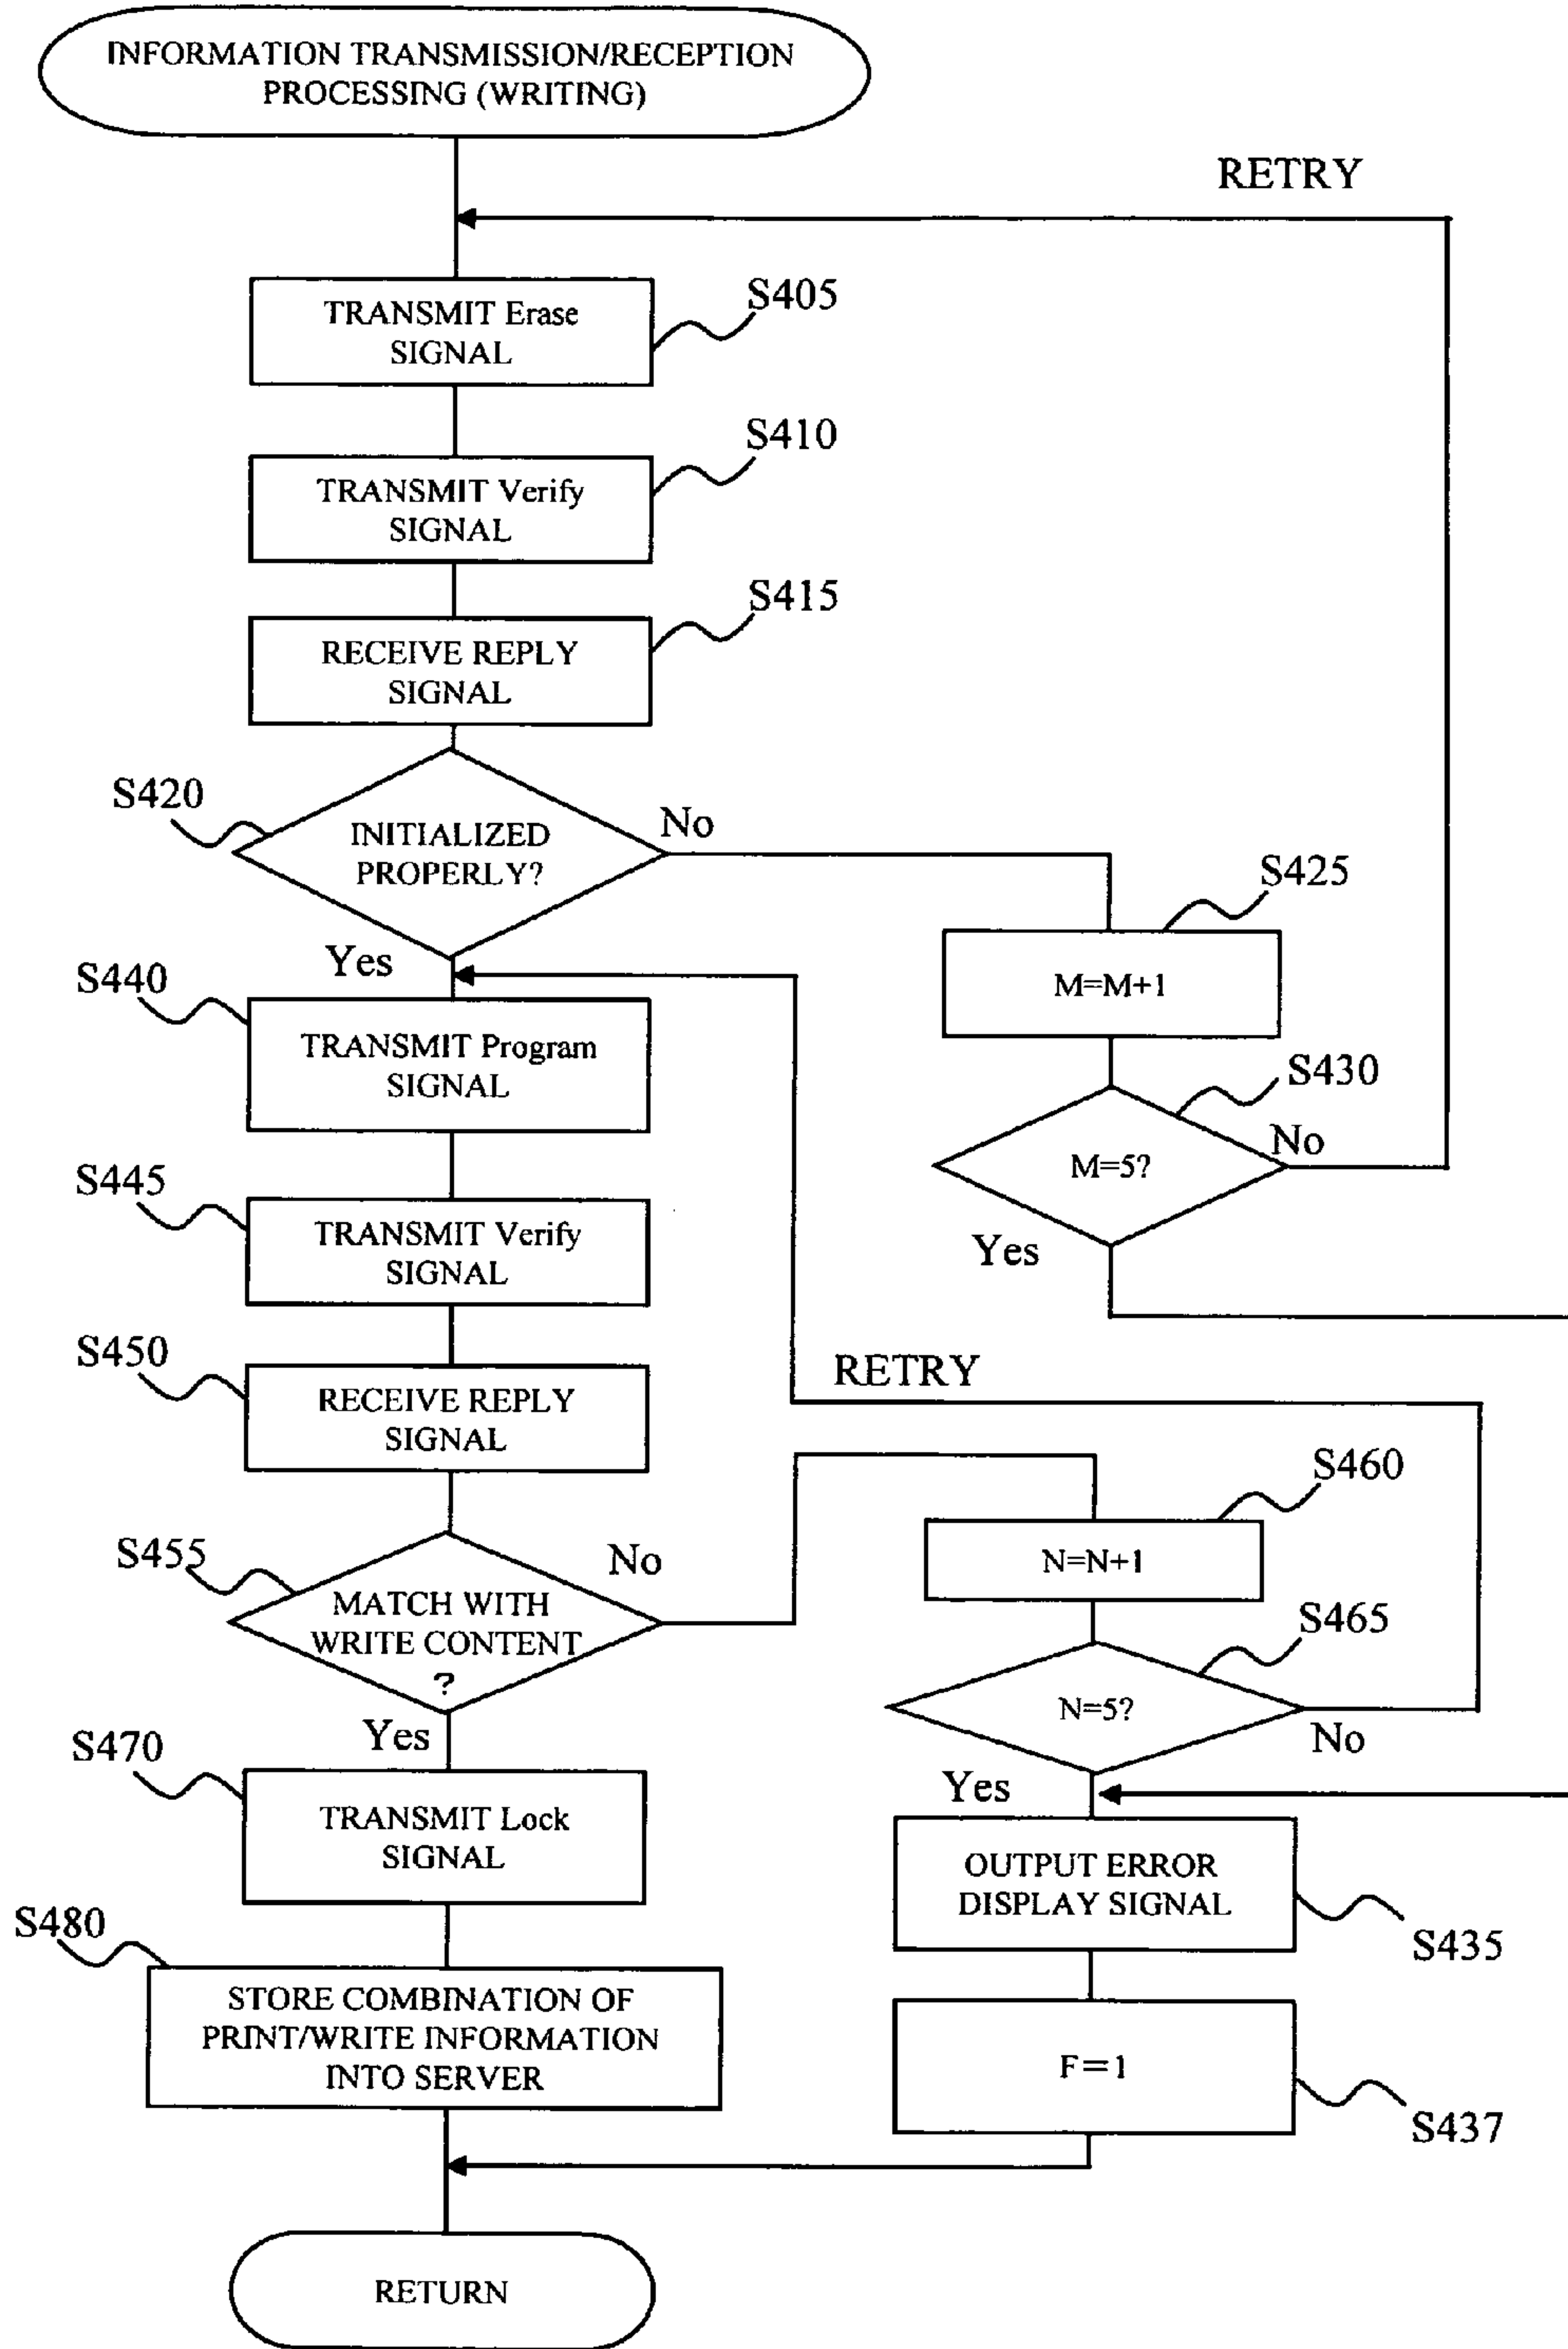 INFORMATION TRANSMISSION/RECEPTION
PROCESSING (WRITING)
RETRY
TRANSMIT Erase
SIGNAL
S405
TRANSMIT Verify
SIGNAL
S410
RECEIVE REPLY
SIGNAL
S415
S420
INITIALIZED
PROPERLY?
No
Yes
S425
M=M+1
S430
M=5?
No
Yes
S440
TRANSMIT Program
SIGNAL
S445
TRANSMIT Verify
SIGNAL
S450
RECEIVE REPLY
SIGNAL
RETRY
S455
MATCH WITH
WRITE CONTENT
?
No
Yes
S460
N=N+1
S465
N=5?
No
Yes
S470
TRANSMIT Lock
SIGNAL
OUTPUT ERROR
DISPLAY SIGNAL
S435
S480
STORE COMBINATION OF
PRINT/WRITE INFORMATION
INTO SERVER
F=1
S437
RETURN